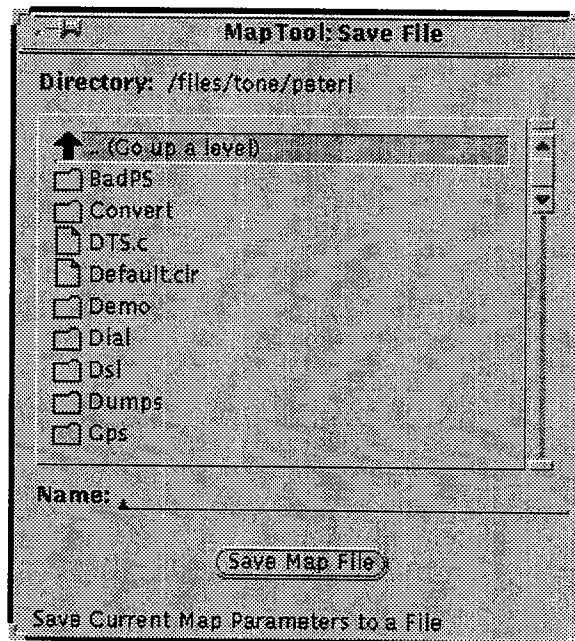 MapTool: Save File
Directory: /files/tone/peterl
.. (Go up a level)
BadPS
Convert
DTS.c
Default.clr
Demo
Dial
Dsl
Dumps
Gps
Name:
Save Map File
Save Current Map Parameters to a File